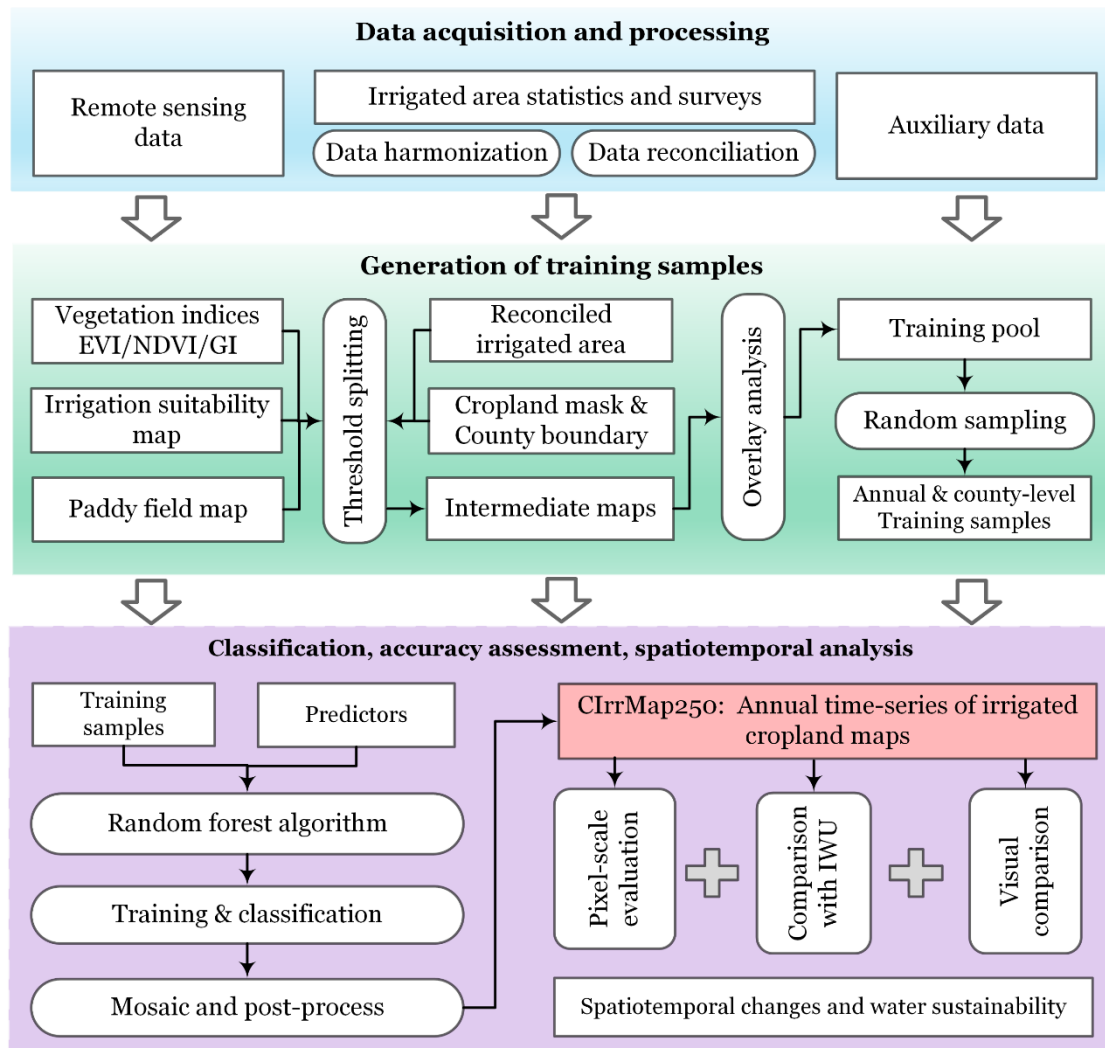 Data acquisition and processing
Remote sensing
data
Irrigated area statistics and surveys
Data harmonization
Data reconciliation
Auxiliary data
Generation of training samples
Vegetation indices
EVI/NDVI/GI
Irrigation suitability
map
Paddy field map
Threshold splitting
Reconciled
irrigated area
Cropland mask &
County boundary
Intermediate maps
Overlay analysis
Training pool
Random sampling
Annual & county-level
Training samples
Classification, accuracy assessment, spatiotemporal analysis
Training
samples
Predictors
Random forest algorithm
Training & classification
Mosaic and post-process
CIrrMap250: Annual time-series of irrigated
cropland maps
Pixel-scale
evaluation
Comparison
with IWU
Visual
comparison
Spatiotemporal changes and water sustainability